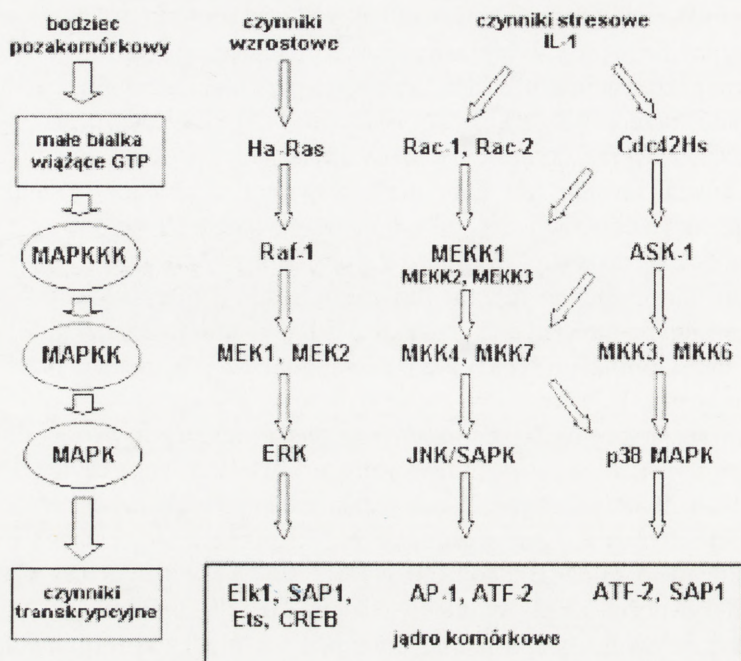 bodziec
pozakomórkowy
czynniki
wzrostowe
czynniki stresowe
IL-1
małe białka
wiążące GTP
Ha-Ras
Rac-1, Rac-2
Cdc42Hs
MAPKKK
Raf-1
MEKK1
MEKK2, MEKK3
ASK-1
MAPKK
MEK1, MEK2
MKK4, MKK7
MKK3, MKK6
MAPK
ERK
JNK/SAPK
p38 MAPK
czynniki
transkrypcyjne
Elk1, SAP1,
Ets, CREB
AP-1, ATF-2
ATF-2, SAP1
jądro komórkowe